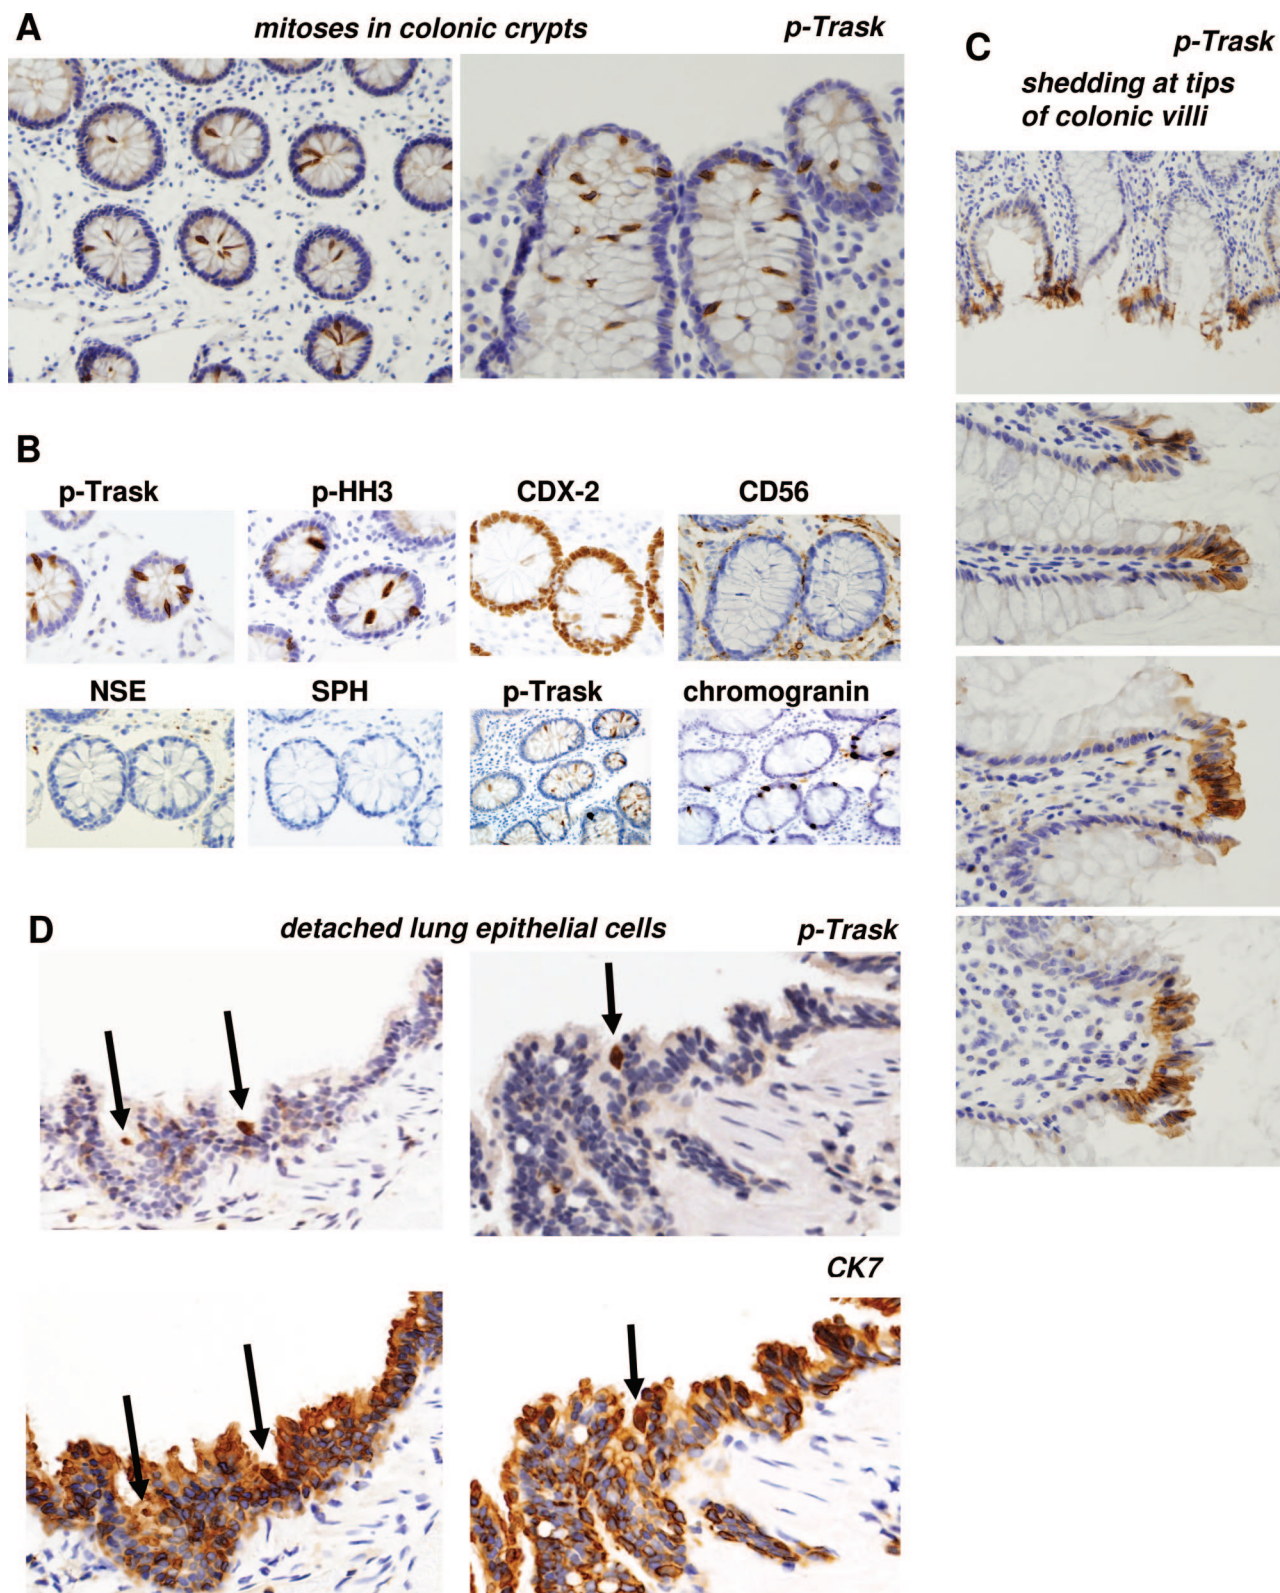 A
mitoses in colonic crypts
p-Trask
C
p-Trask
shedding at tips
of colonic villi
B
p-Trask
p-HH3
CDX-2
CD56
NSE
SPH
p-Trask
chromogranin
D
detached lung epithelial cells
p-Trask
CK7